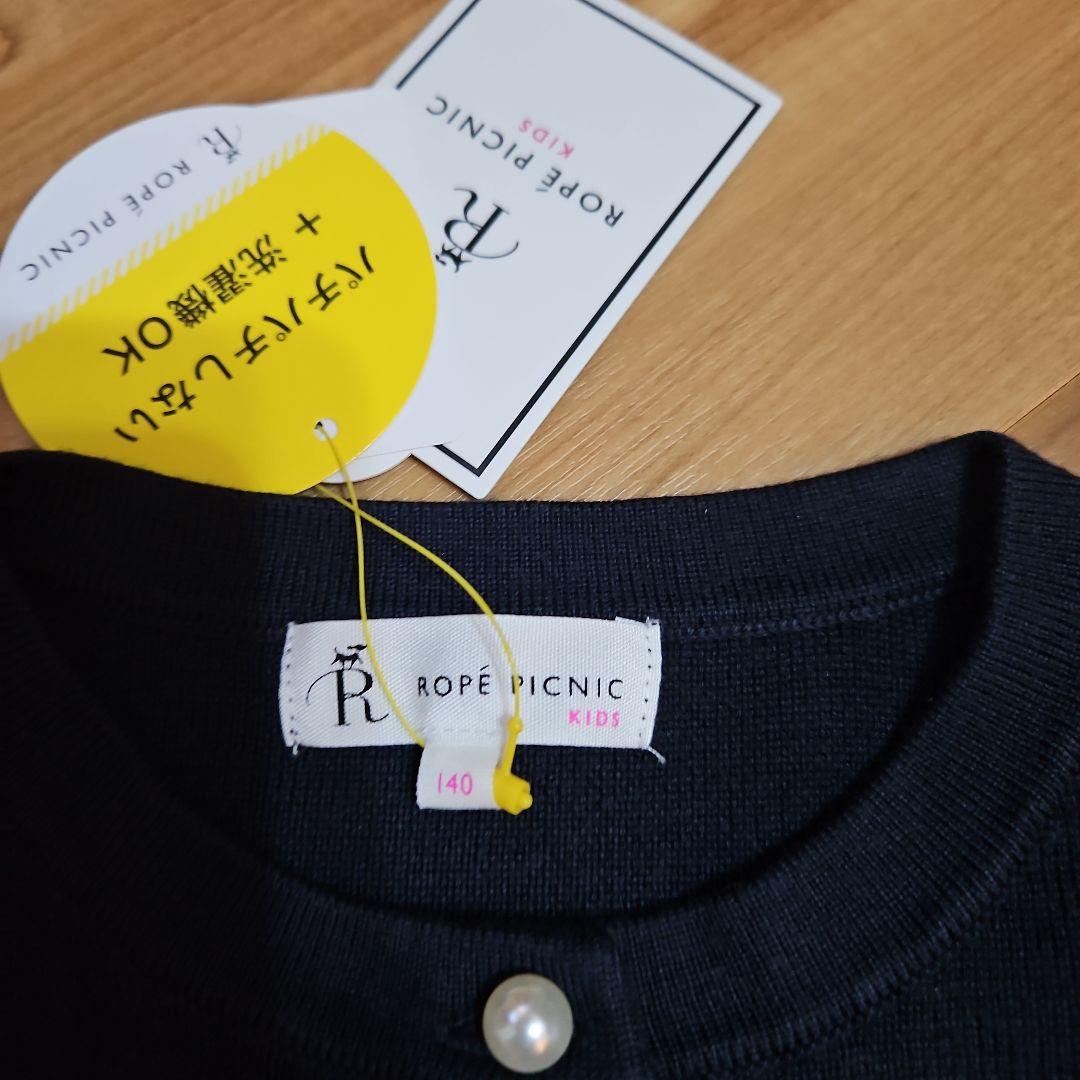 R
ROPÉ PICNIC
KIDS
R
ROPÉ PICNIC
パチパチしない
+ 洗濯機OK
R
ROPÉ PICNIC
KIDS
140